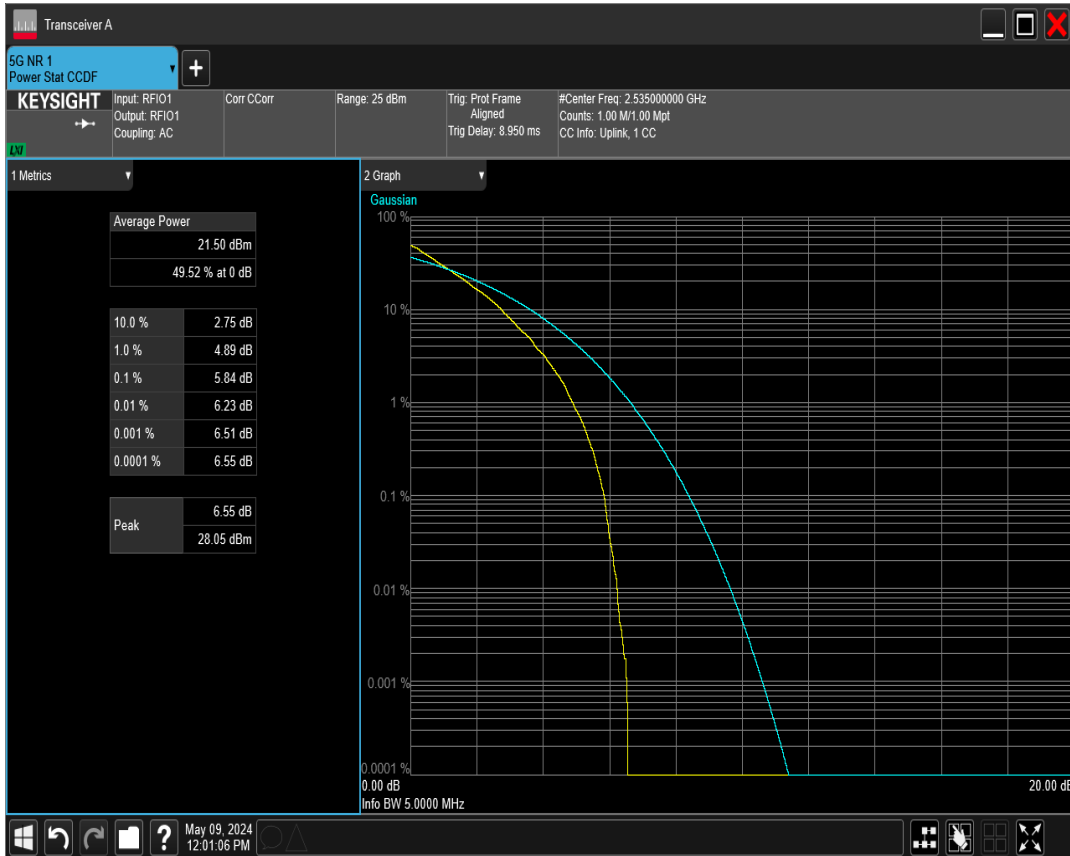 Transceiver A
5G NR 1
Power Stat CCDF
+
KEYSIGHT
LXI
Input: RFIO1
Output: RFIO1
Coupling: AC
Corr CCorr
Range: 25 dBm
Trig: Prot Frame
Aligned
Trig Delay: 8.950 ms
#Center Freq: 2.535000000 GHz
Counts: 1.00 M/1.00 Mpt
CC Info: Uplink, 1 CC
1 Metrics
Average Power
21.50 dBm
49.52 % at 0 dB
10.0 % 2.75 dB
1.0 % 4.89 dB
0.1 % 5.84 dB
0.01 % 6.23 dB
0.001 % 6.51 dB
0.0001 % 6.55 dB
Peak
6.55 dB
28.05 dBm
2 Graph
Gaussian
100 %
10 %
1 %
0.1 %
0.01 %
0.001 %
0.0001 %
0.00 dB 20.00 dB
Info BW 5.0000 MHz
?
May 09, 2024
12:01:06 PM